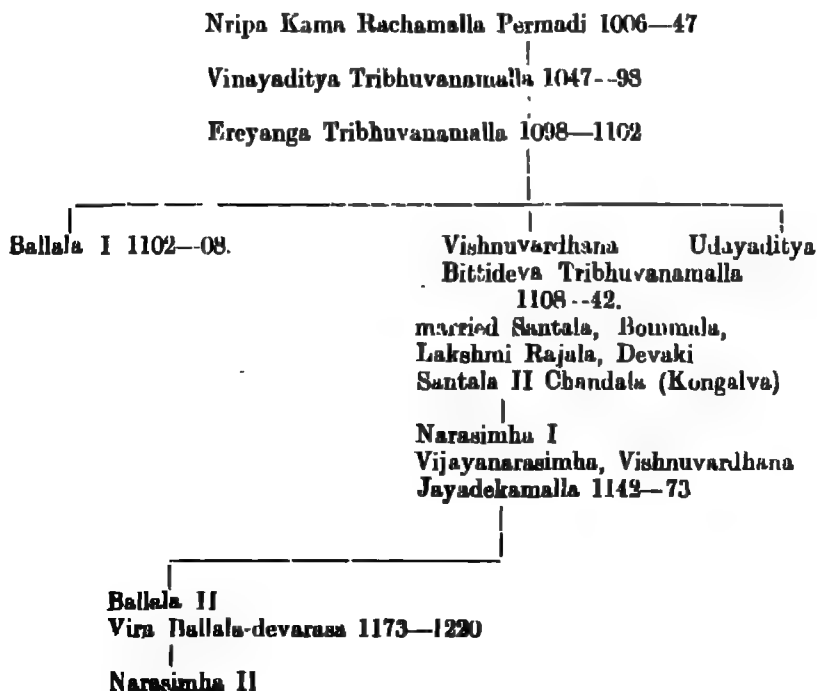 Nripa Kama Rachamalla Permadi 1006—47
Vinayaditya Tribhuvanamalla 1047--98
Ereyanga Tribhuvanamalla 1098—1102
Ballala I 1102—08.
Vishnuvardhana Udayaditya
Bittideva Tribhuvanamalla
1108--42.
married Santala, Bommala,
Lakshmi Rajula, Devaki
Santala II Chandala (Kongalva)
Narasimha I
Vijayanarasimha, Vishnuvardhana
Jayadekamalla 1142—73
Ballala II
Vira Ballala-devarasa 1173—1220
Narasimha II